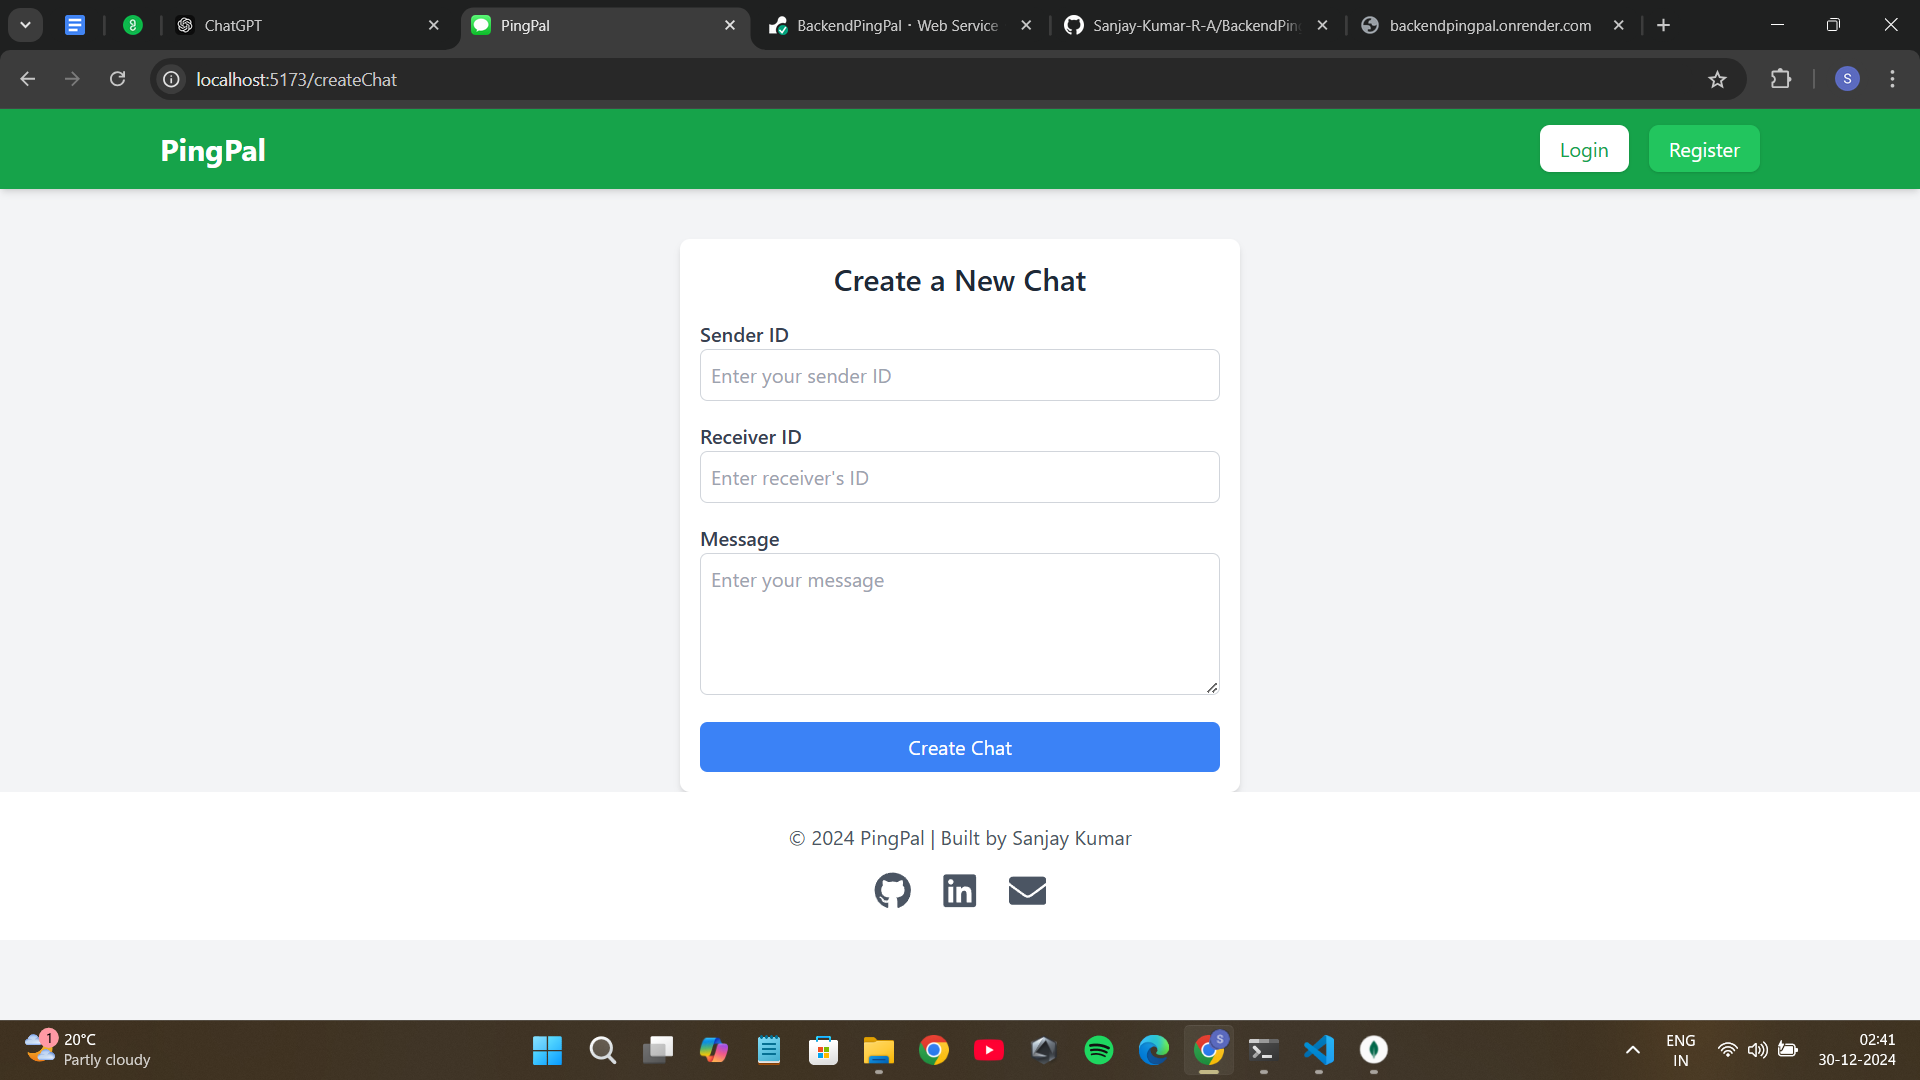 ChatGPT
PingPal
BackendPingPal · Web Service
Sanjay-Kumar-R-A/BackendPin
backendpingpal.onrender.com
localhost:5173/createChat
S
PingPal
Login
Register
Create a New Chat
Sender ID
Enter your sender ID
Receiver ID
Enter receiver's ID
Message
Enter your message
Create Chat
© 2024 PingPal | Built by Sanjay Kumar
1
20°C
Partly cloudy
S
ENG
IN
02:41
30-12-2024